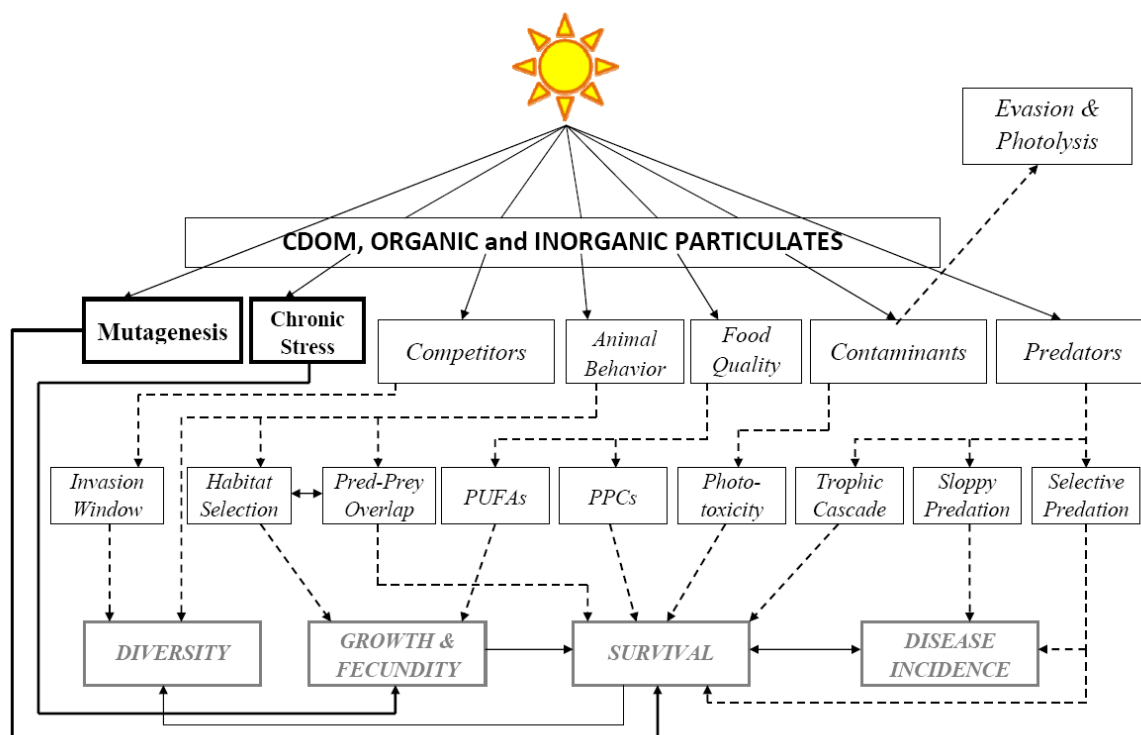 Evasion &
Photolysis
CDOM, ORGANIC and INORGANIC PARTICULATES
Mutagenesis
Chronic
Stress
Competitors
Animal
Behavior
Food
Quality
Contaminants
Predators
Invasion
Window
Habitat
Selection
Pred-Prey
Overlap
PUFAs
PPCs
Photo-
toxicity
Trophic
Cascade
Sloppy
Predation
Selective
Predation
DIVERSITY
GROWTH &
FECUNDITY
SURVIVAL
DISEASE
INCIDENCE